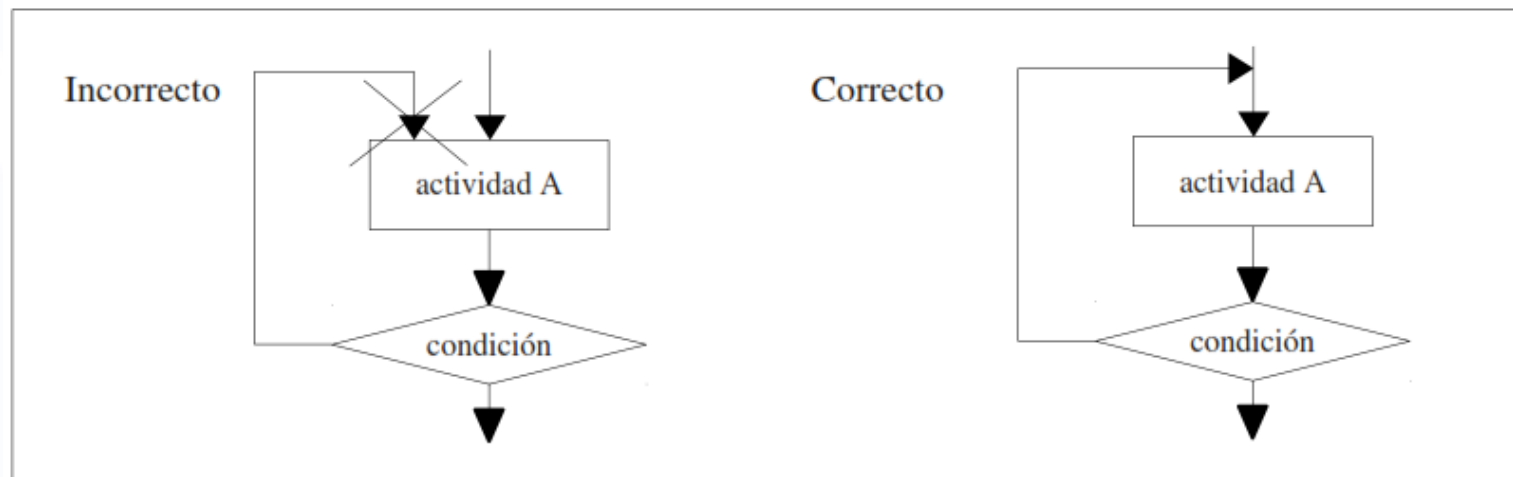 Incorrecto
actividad A
condición
Correcto
actividad A
condición